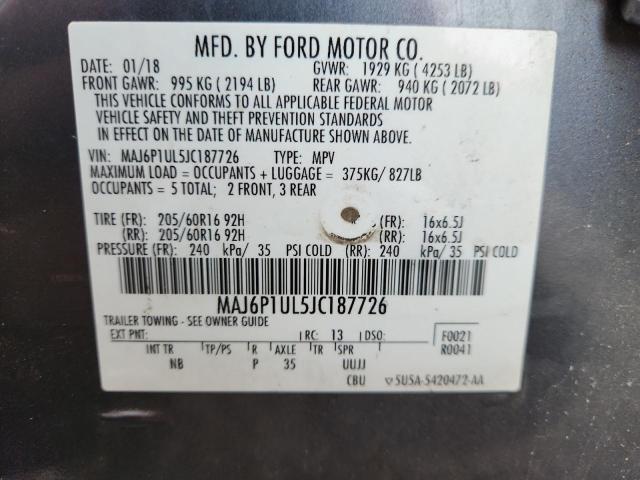 MFD. BY FORD MOTOR CO.
DATE: 01/18 GVWR: 1929 KG ( 4253 LB)
FRONT GAWR: 995 KG ( 2194 LB) REAR GAWR: 940 KG ( 2072 LB)
THIS VEHICLE CONFORMS TO ALL APPLICABLE FEDERAL MOTOR
VEHICLE SAFETY AND THEFT PREVENTION STANDARDS
IN EFFECT ON THE DATE OF MANUFACTURE SHOWN ABOVE.
VIN: MAJ6P1UL5JC187726 TYPE: MPV
MAXIMUM LOAD = OCCUPANTS + LUGGAGE = 375KG/ 827LB
OCCUPANTS = 5 TOTAL; 2 FRONT, 3 REAR
TIRE (FR): 205/60R16 92H (FR): 16x6.5J
(RR): 205/60R16 92H (RR): 16x6.5J
PRESSURE (FR): 240 kPa/ 35 PSI COLD (RR): 240 kPa/ 35 PSI COLD
MAJ6P1UL5JC187726
TRAILER TOWING - SEE OWNER GUIDE
EXT PNT: RC: 13 DSO: F0021
INT TR TP/PS R AXLE TR SPR R0041
NB P 35 UUJJ
CBU ▽ 5U5A-S420472-AA